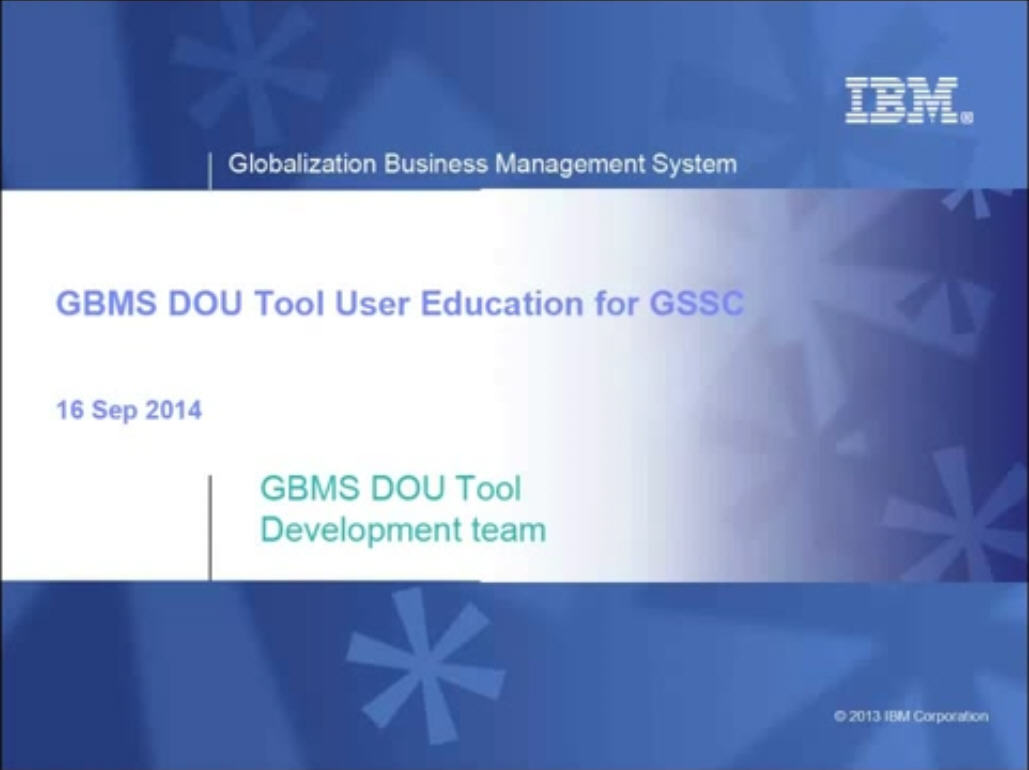 IBM®
Globalization Business Management System
GBMS DOU Tool User Education for GSSC
16 Sep 2014
GBMS DOU Tool
Development team
© 2013 IBM Corporation